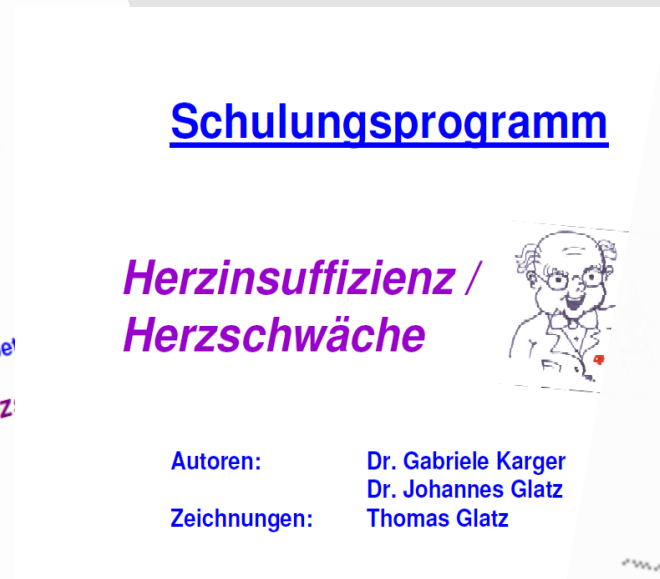 Schulungsprogramm
Herzinsuffizienz /
Herzschwäche
Autoren: Dr. Gabriele Karger
Dr. Johannes Glatz
Zeichnungen: Thomas Glatz